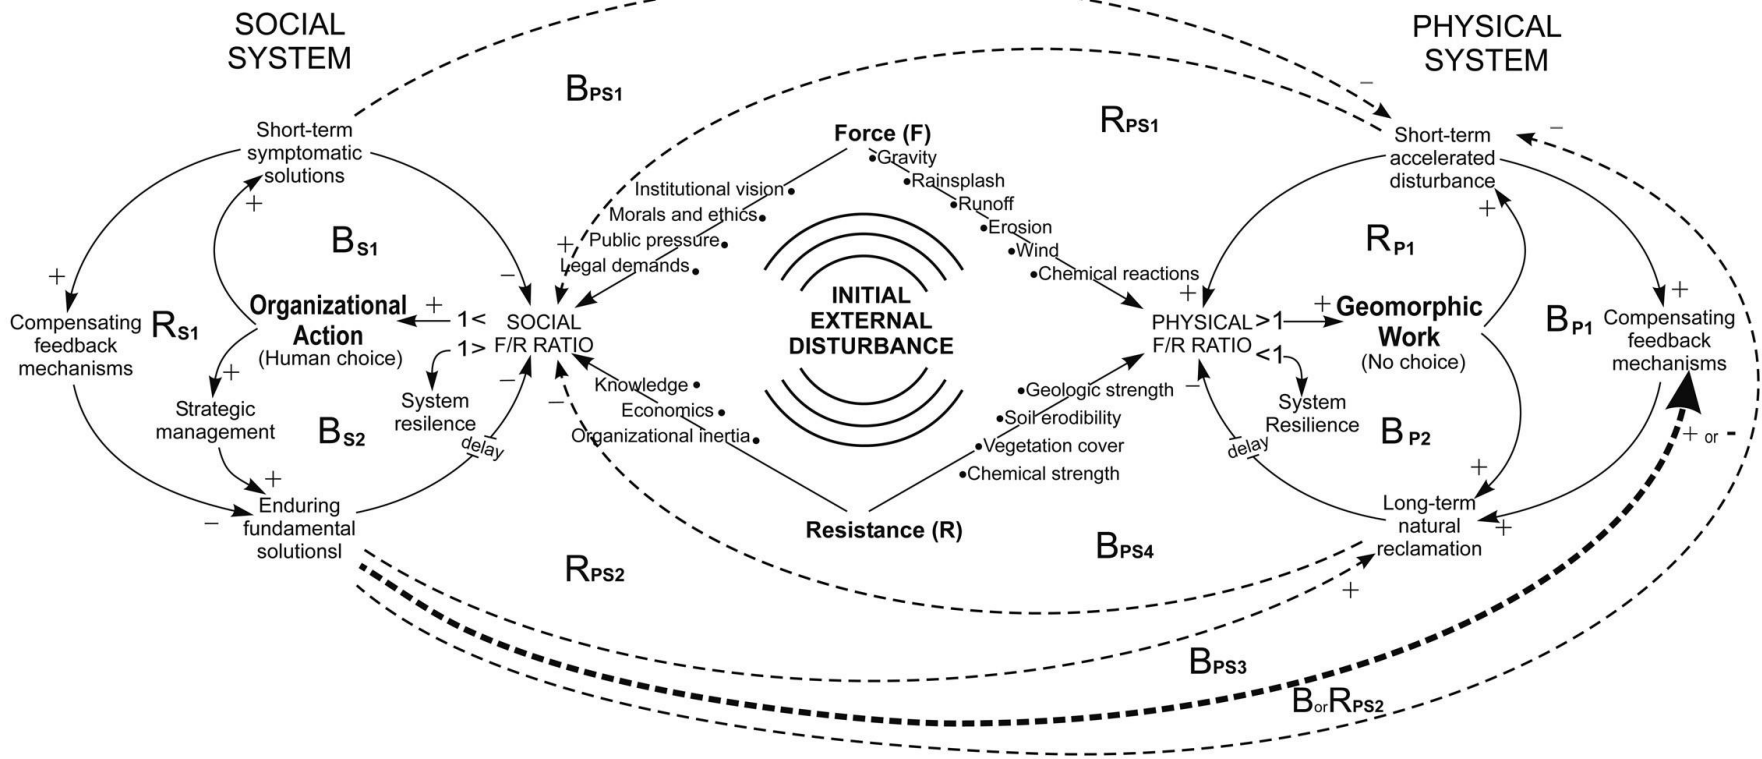 SOCIAL
SYSTEM
PHYSICAL
SYSTEM
BPS1
RPS1
–
–
Short-term
symptomatic
solutions
+
Force (F)
Gravity
Rainsplash
Runoff
Erosion
Wind
Chemical reactions
Institutional vision
Morals and ethics
Public pressure
Legal demands
Short-term
accelerated
disturbance
+
BS1
RP1
+
–
+
+
+
Compensating
feedback
mechanisms
RS1
Organizational
Action
(Human choice)
+
1<
1>
SOCIAL
F/R RATIO
INITIAL
EXTERNAL
DISTURBANCE
PHYSICAL
F/R RATIO
>1
<1
+
Geomorphic
Work
(No choice)
BP1
Compensating
feedback
mechanisms
+
Strategic
management
System
resilence
–
–
–
Knowledge
Economics
Organizational inertia
Geologic strength
Soil erodibility
Vegetation cover
Chemical strength
System
Resilience
BS2
BP2
+ or -
delay
delay
+
–
Enduring
fundamental
solutionsl
Resistance (R)
+
+
Long-term
natural
reclamation
RPS2
BPS4
+
BPS3
BorRPS2